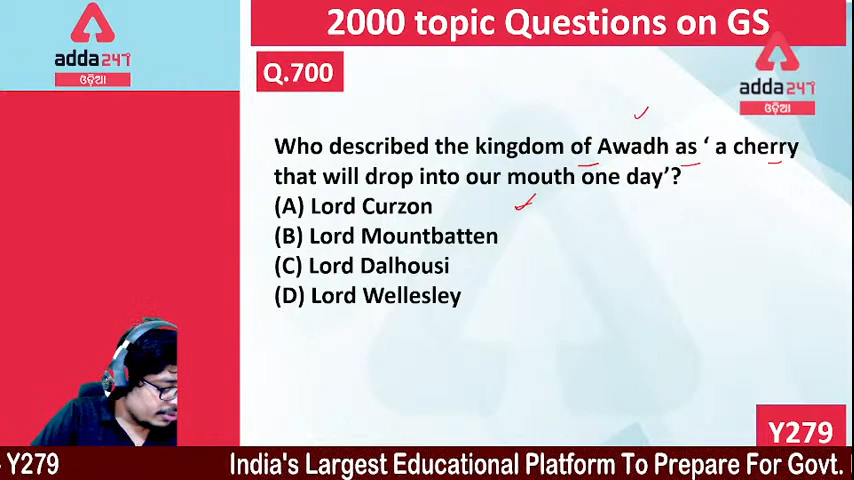 2000 topic Questions on GS
adda247
ଓଡ଼ିଆ
Q.700
adda247
ଓଡ଼ିଆ
Who described the kingdom of Awadh as ‘ a cherry
that will drop into our mouth one day’?
(A) Lord Curzon
(B) Lord Mountbatten
(C) Lord Dalhousi
(D) Lord Wellesley
Y279
- Y279 India's Largest Educational Platform To Prepare For Govt.